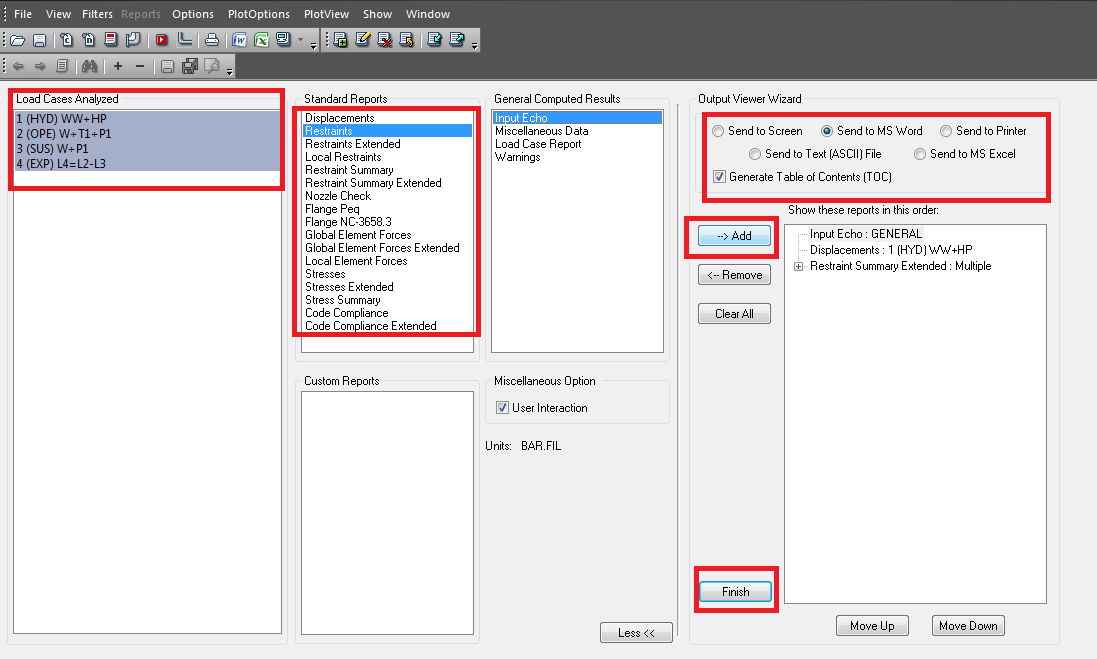 File View Filters Reports Options PlotOptions PlotView Show Window
Load Cases Analyzed
1 (HYD) WW+HP
2 (OPE) W+T1+P1
3 (SUS) W+P1
4 (EXP) L4=L2-L3
Standard Reports
Displacements
Restraints
Restraints Extended
Local Restraints
Restraint Summary
Restraint Summary Extended
Nozzle Check
Flange Peq
Flange NC-3658.3
Global Element Forces
Global Element Forces Extended
Local Element Forces
Stresses
Stresses Extended
Stress Summary
Code Compliance
Code Compliance Extended
Custom Reports
General Computed Results
Input Echo
Miscellaneous Data
Load Case Report
Warnings
Miscellaneous Option
User Interaction
Units: BAR.FIL
Less <<
Output Viewer Wizard
Send to Screen Send to MS Word Send to Printer
Send to Text (ASCII) File Send to MS Excel
Generate Table of Contents (TOC)
Show these reports in this order:
--> Add
<-- Remove
Clear All
Input Echo : GENERAL
Displacements : 1 (HYD) WW+HP
Restraint Summary Extended : Multiple
Finish
Move Up Move Down